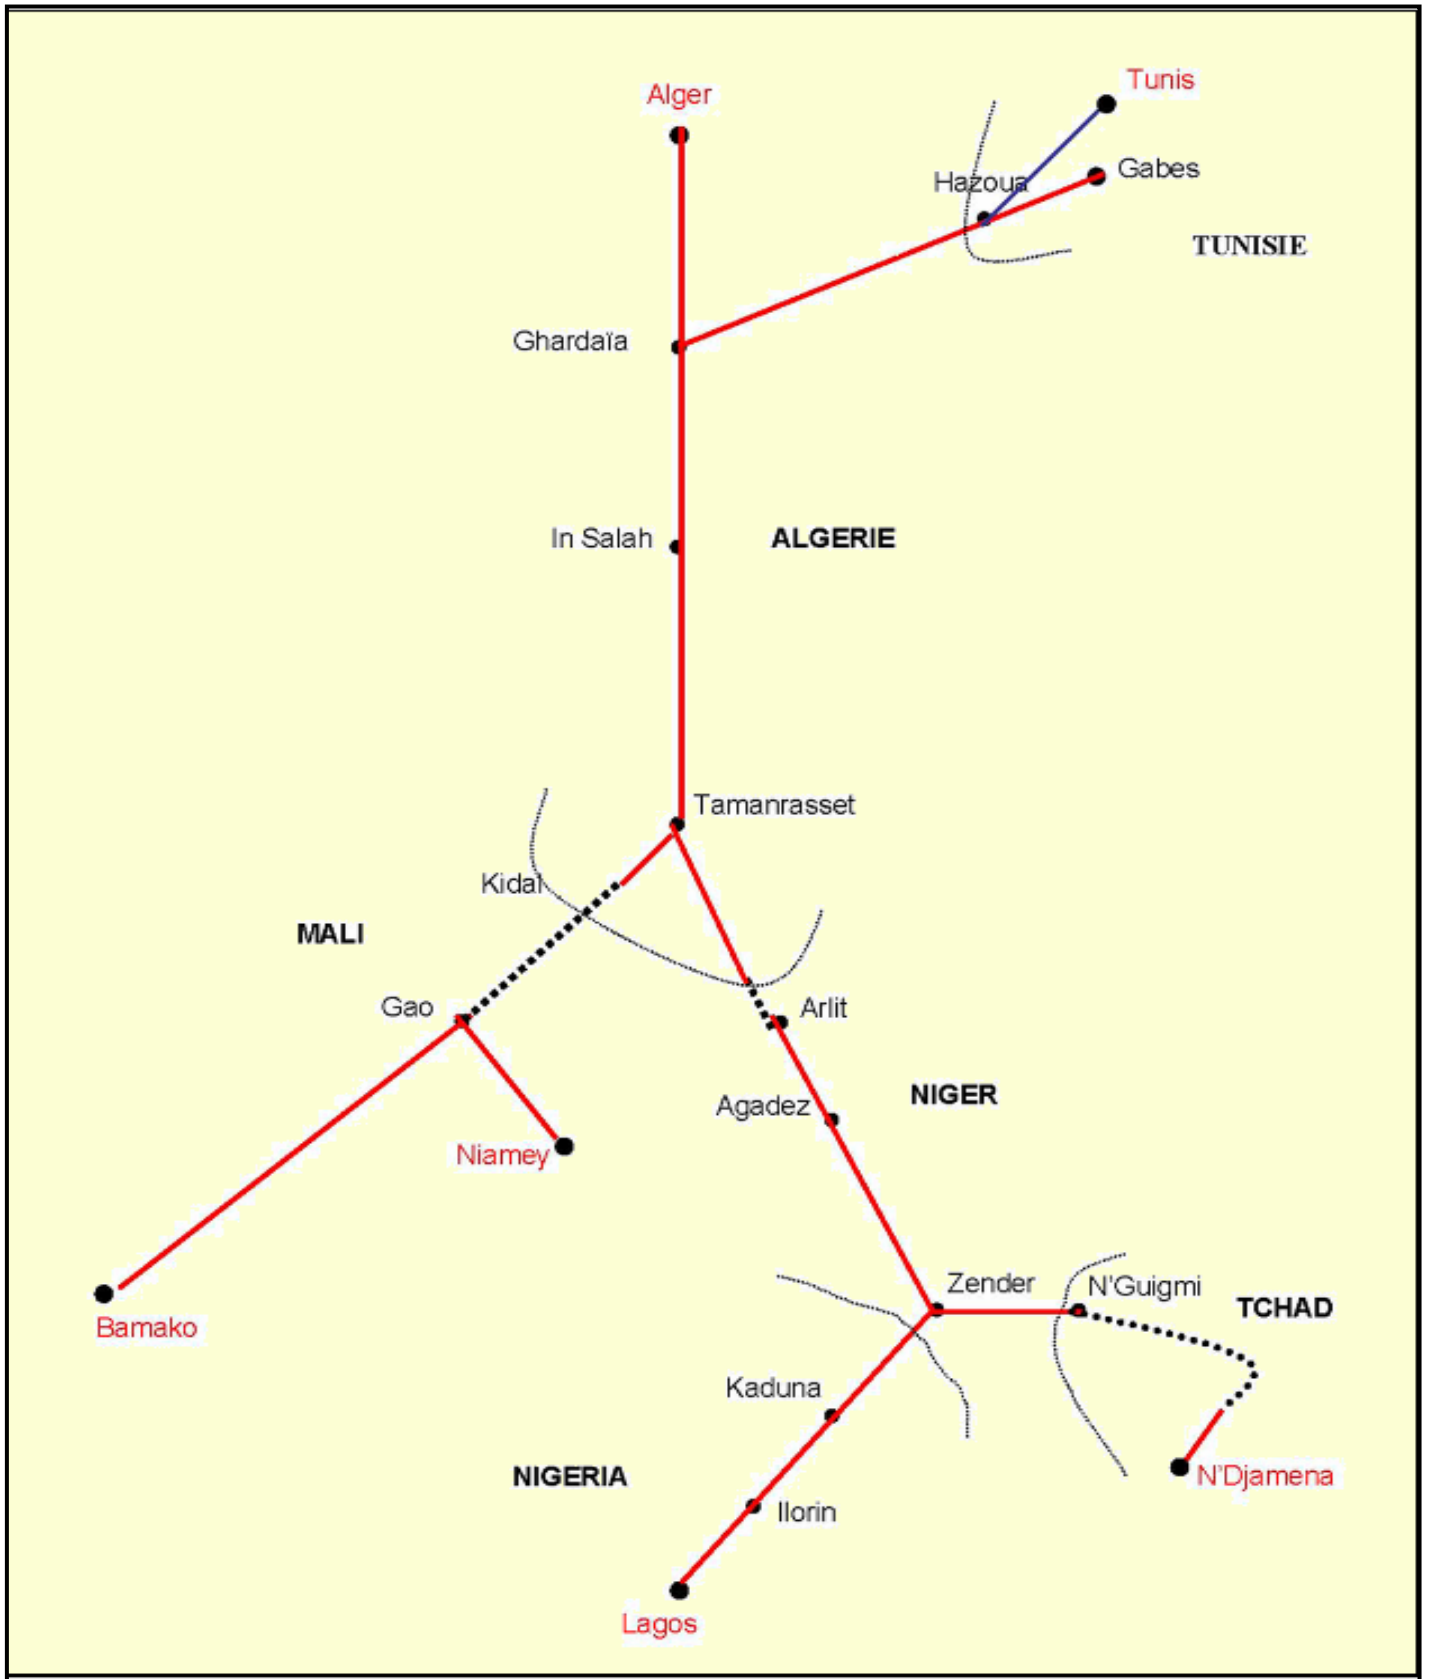 Tunis
Alger
Gabes
Hazoua
TUNISIE
Ghardaïa
In Salah
ALGERIE
Tamanrasset
Kidal
MALI
Gao
Arlit
NIGER
Agadez
Niamey
Zender
N'Guigmi
TCHAD
Bamako
Kaduna
NIGERIA
N'Djamena
Ilorin
Lagos